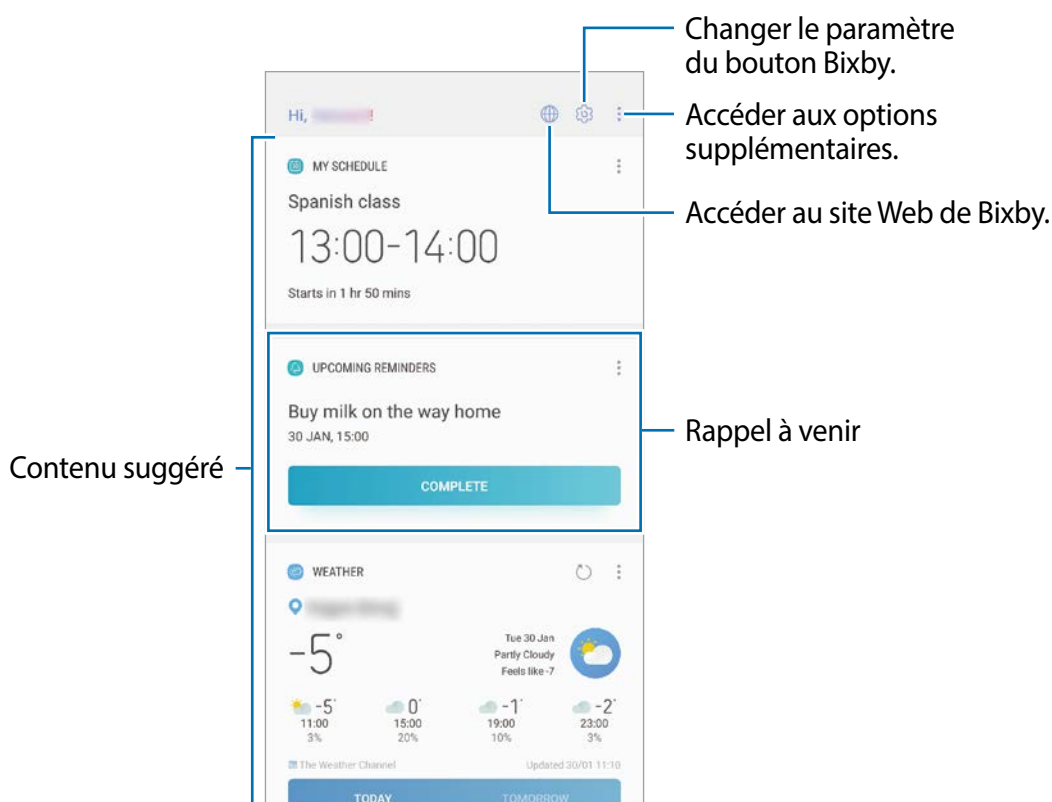 Changer le paramètre
du bouton Bixby.
Hi,
Accéder aux options
supplémentaires.
MY SCHEDULE
Spanish class
Accéder au site Web de Bixby.
13:00-14:00
Starts in 1 hr 50 mins
UPCOMING REMINDERS
Buy milk on the way home
30 JAN, 15:00
Rappel à venir
Contenu suggéré
COMPLETE
WEATHER
-5°
Tue 30 Jan
Partly Cloudy
Feels like -7
-5° 0° -1° -2°
11:00 15:00 19:00 23:00
3% 20% 10% 3%
The Weather Channel Updated 30/01 11:10
TODAY TOMORROW